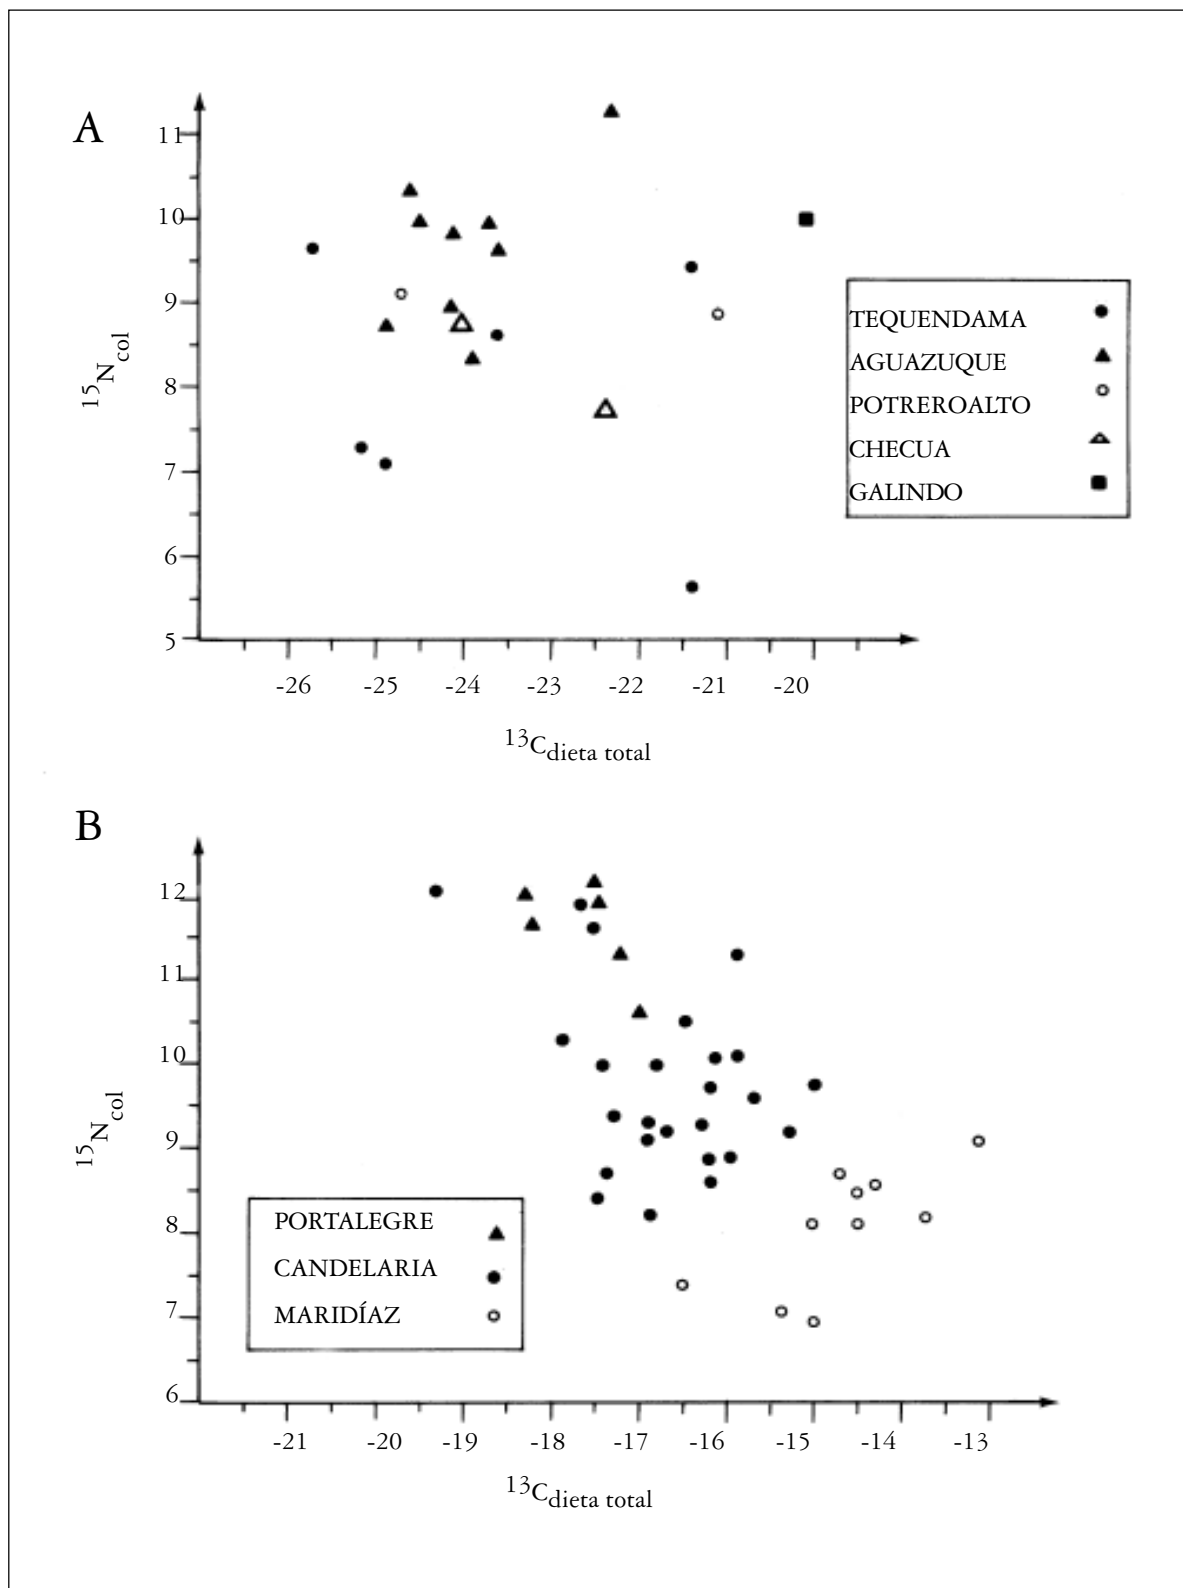 A
11
10
9
8
7
6
5
15Ncol
-26 -25 -24 -23 -22 -21 -20
13Cdieta total
TEQUENDAMA
AGUAZUQUE
POTREROALTO
CHECUA
GALINDO
B
12
11
10
9
8
7
6
15Ncol
-21 -20 -19 -18 -17 -16 -15 -14 -13
13Cdieta total
PORTALEGRE
CANDELARIA
MARIDÍAZ